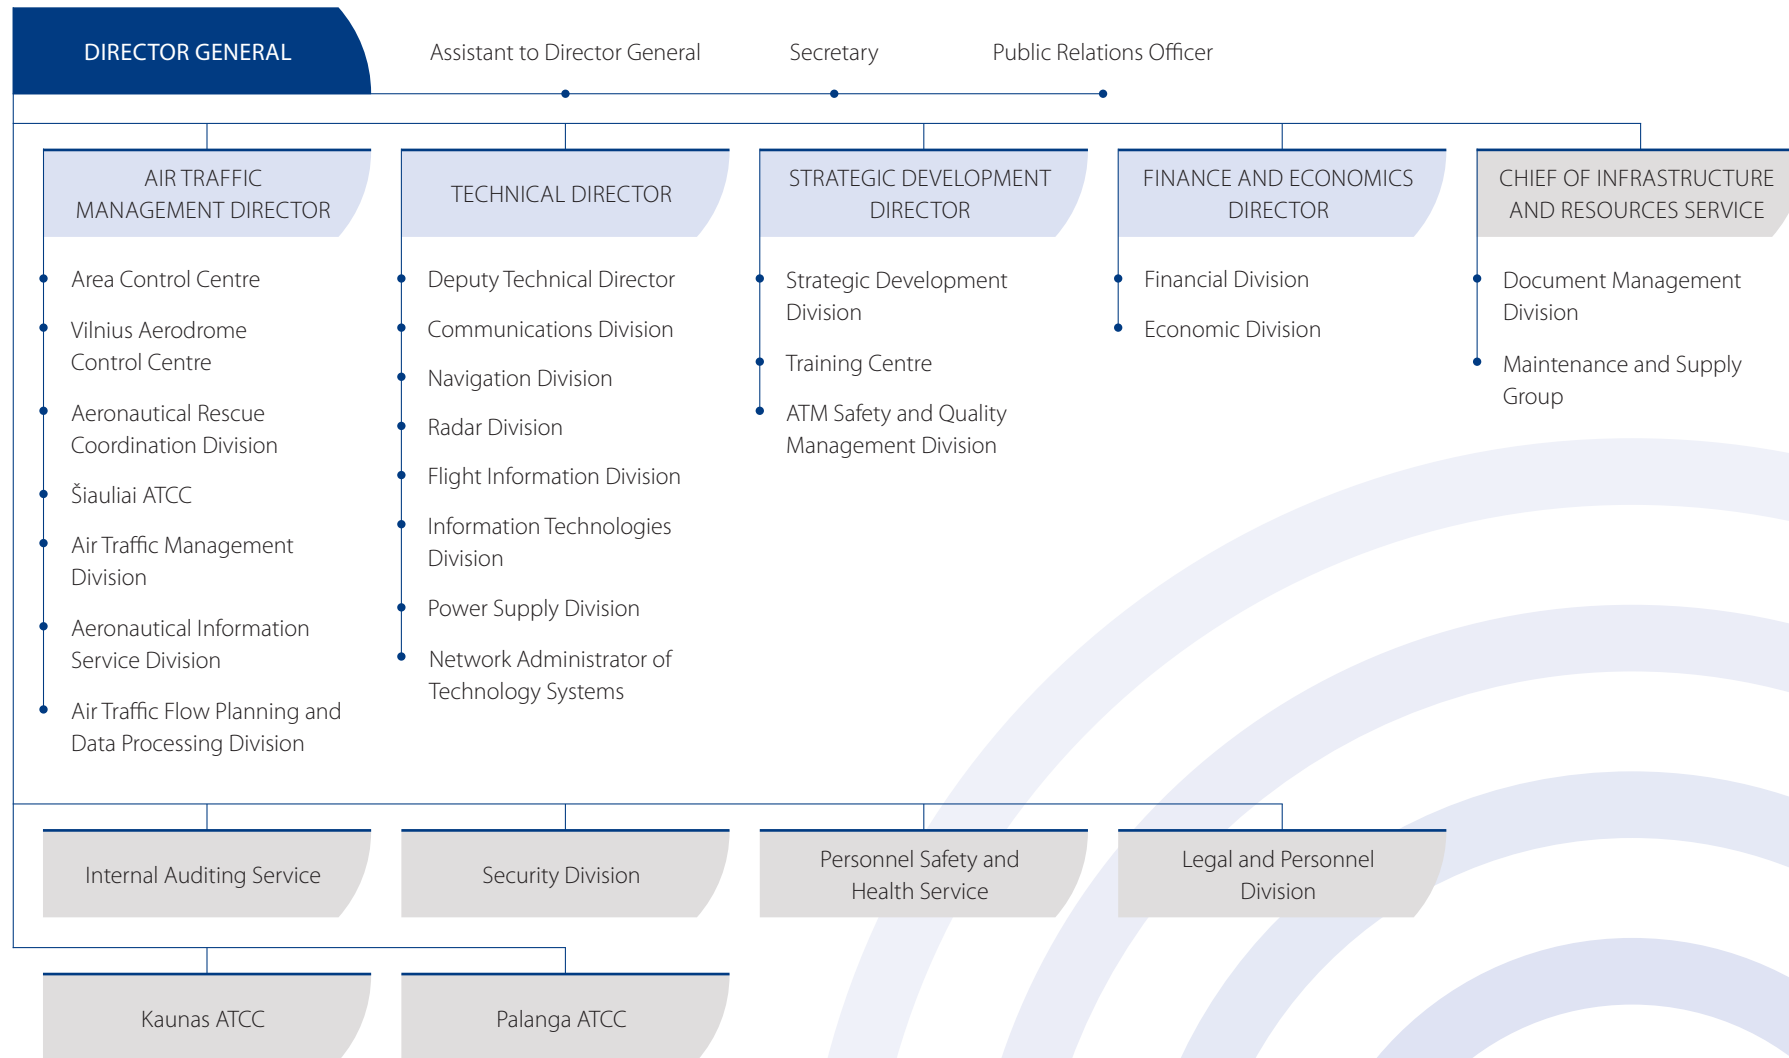 DIRECTOR GENERAL
Assistant to Director General
Secretary
Public Relations Officer
AIR TRAFFIC
MANAGEMENT DIRECTOR
Area Control Centre
Vilnius Aerodrome
Control Centre
Aeronautical Rescue
Coordination Division
Šiauliai ATCC
Air Traffic Management
Division
Aeronautical Information
Service Division
Air Traffic Flow Planning and
Data Processing Division
TECHNICAL DIRECTOR
Deputy Technical Director
Communications Division
Navigation Division
Radar Division
Flight Information Division
Information Technologies
Division
Power Supply Division
Network Administrator of
Technology Systems
STRATEGIC DEVELOPMENT
DIRECTOR
Strategic Development
Division
Training Centre
ATM Safety and Quality
Management Division
FINANCE AND ECONOMICS
DIRECTOR
Financial Division
Economic Division
CHIEF OF INFRASTRUCTURE
AND RESOURCES SERVICE
Document Management
Division
Maintenance and Supply
Group
Internal Auditing Service
Security Division
Personnel Safety and
Health Service
Legal and Personnel
Division
Kaunas ATCC
Palanga ATCC